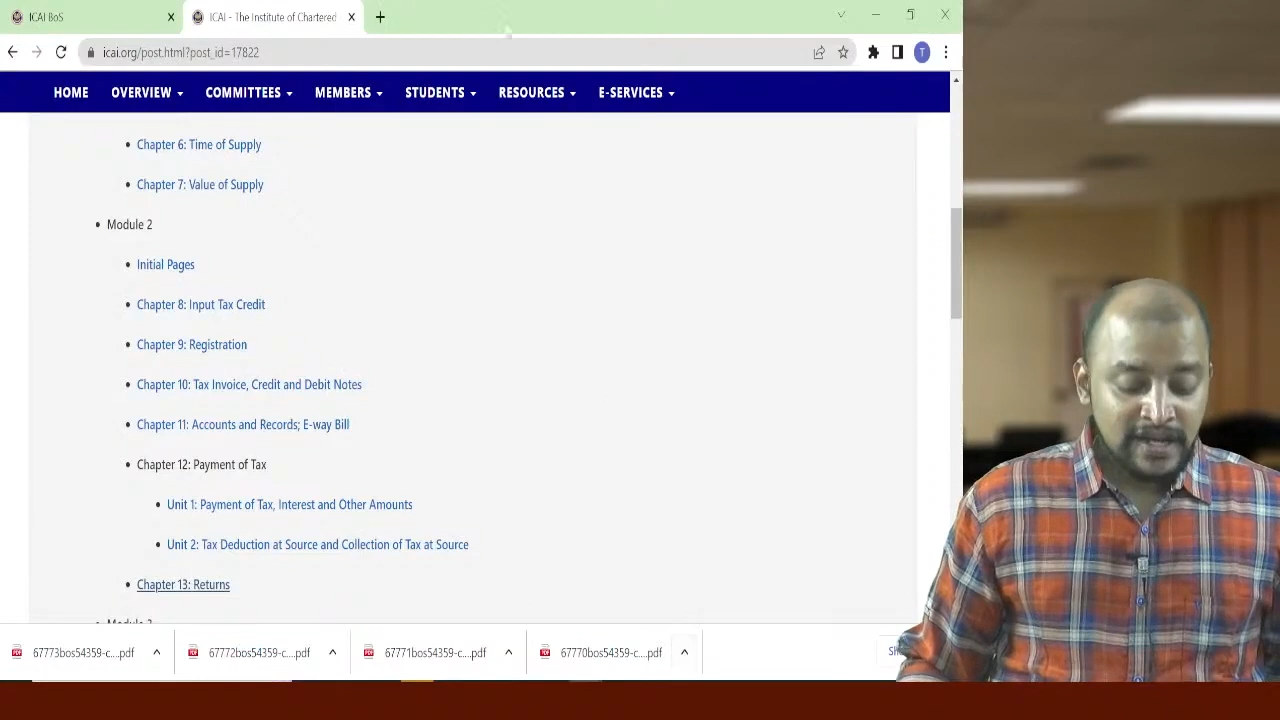 ICAI BoS
ICAI - The Institute of Chartered
icai.org/post.html?post_id=17822
T
HOME OVERVIEW COMMITTEES MEMBERS STUDENTS RESOURCES E-SERVICES
Chapter 6: Time of Supply
Chapter 7: Value of Supply
Module 2
Initial Pages
Chapter 8: Input Tax Credit
Chapter 9: Registration
Chapter 10: Tax Invoice, Credit and Debit Notes
Chapter 11: Accounts and Records; E-way Bill
Chapter 12: Payment of Tax
Unit 1: Payment of Tax, Interest and Other Amounts
Unit 2: Tax Deduction at Source and Collection of Tax at Source
Chapter 13: Returns
67773bos54359-c....pdf 67772bos54359-c....pdf 67771bos54359-c....pdf 67770bos54359-c....pdf